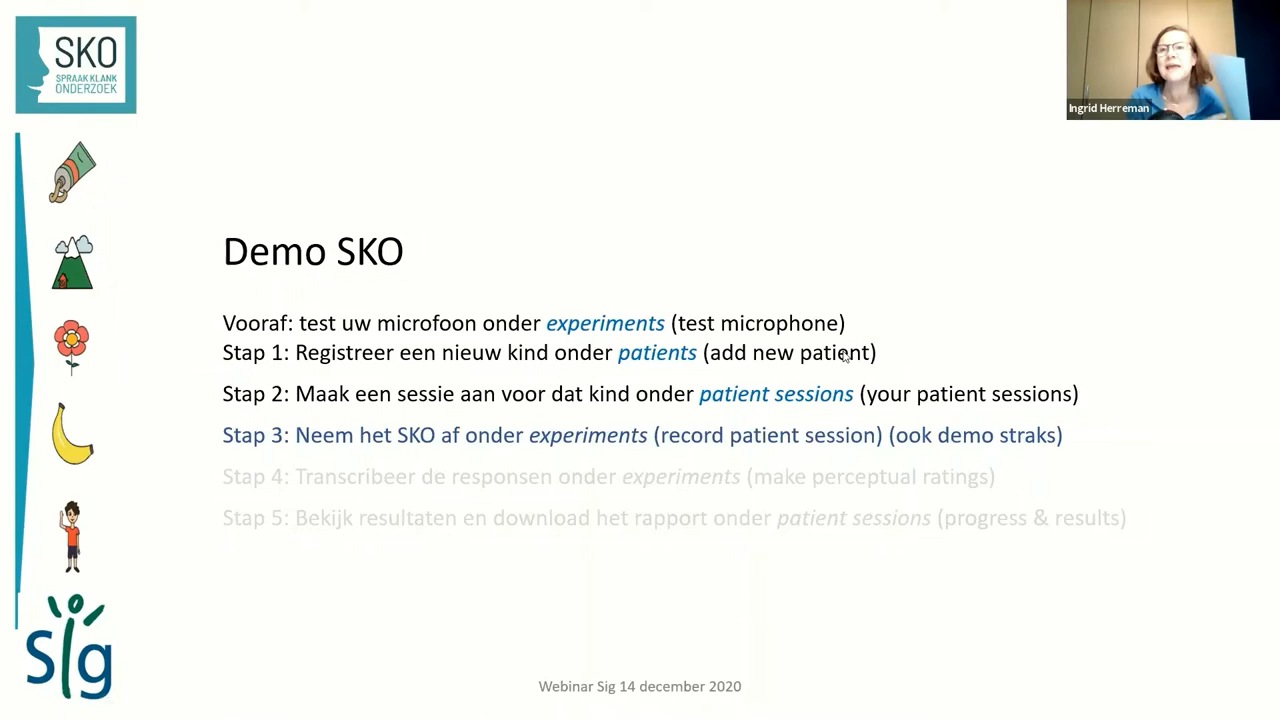 SKO
SPRAAK KLANK
ONDERZOEK
Ingrid Herreman
Demo SKO
Vooraf: test uw microfoon onder experiments (test microphone)
Stap 1: Registreer een nieuw kind onder patients (add new patient)
Stap 2: Maak een sessie aan voor dat kind onder patient sessions (your patient sessions)
Stap 3: Neem het SKO af onder experiments (record patient session) (ook demo straks)
Stap 4: Transcribeer de responsen onder experiments (make perceptual ratings)
Stap 5: Bekijk resultaten en download het rapport onder patient sessions (progress & results)
Sig
Webinar Sig 14 december 2020